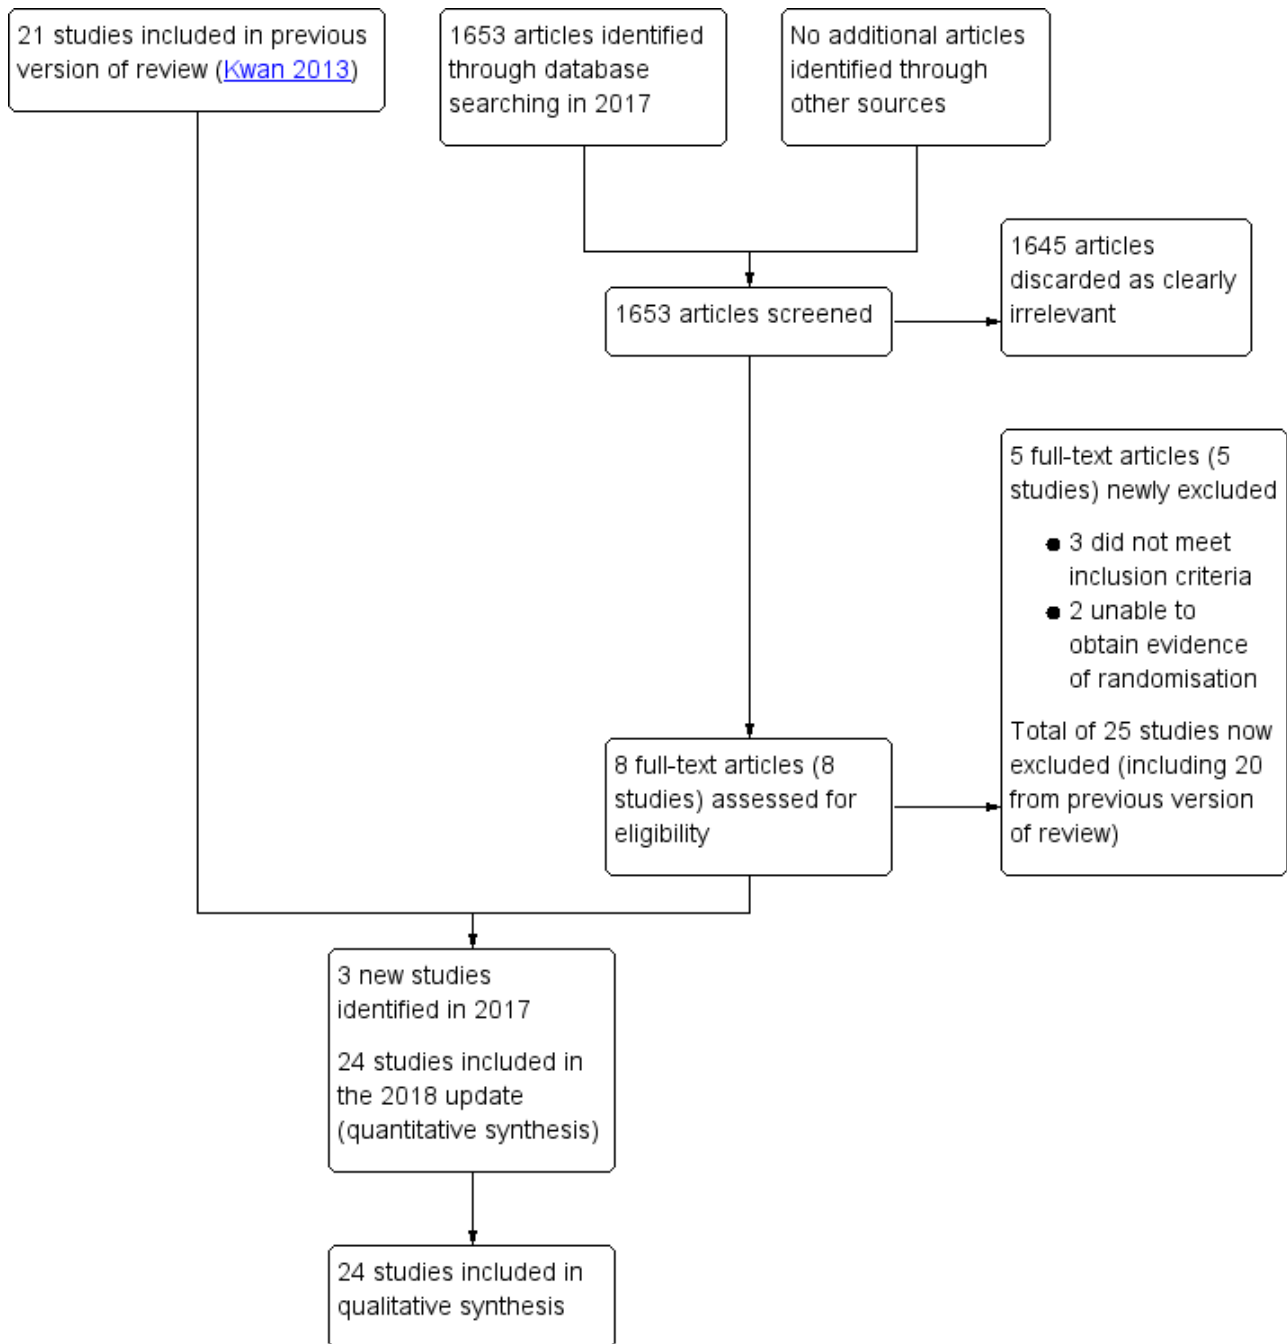 21 studies included in previous
version of review (Kwan 2013)
1653 articles identified
through database
searching in 2017
No additional articles
identified through
other sources
1653 articles screened
1645 articles
discarded as clearly
irrelevant
8 full-text articles (8
studies) assessed for
eligibility
5 full-text articles (5
studies) newly excluded
● 3 did not meet
inclusion criteria
● 2 unable to
obtain evidence
of randomisation
Total of 25 studies now
excluded (including 20
from previous version
of review)
3 new studies
identified in 2017
24 studies included in
the 2018 update
(quantitative synthesis)
24 studies included in
qualitative synthesis